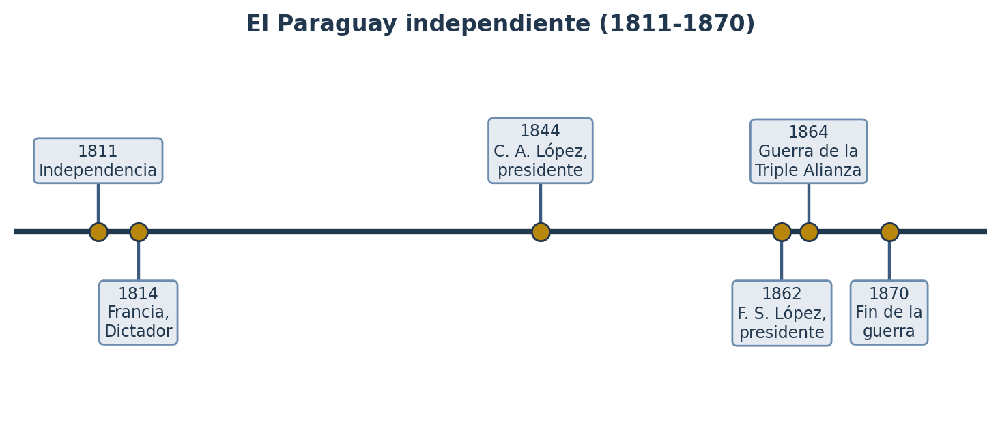 El Paraguay independiente (1811-1870)
1811
Independencia
1814
Francia,
Dictador
1844
C. A. López,
presidente
1862
F. S. López,
presidente
1864
Guerra de la
Triple Alianza
1870
Fin de la
guerra